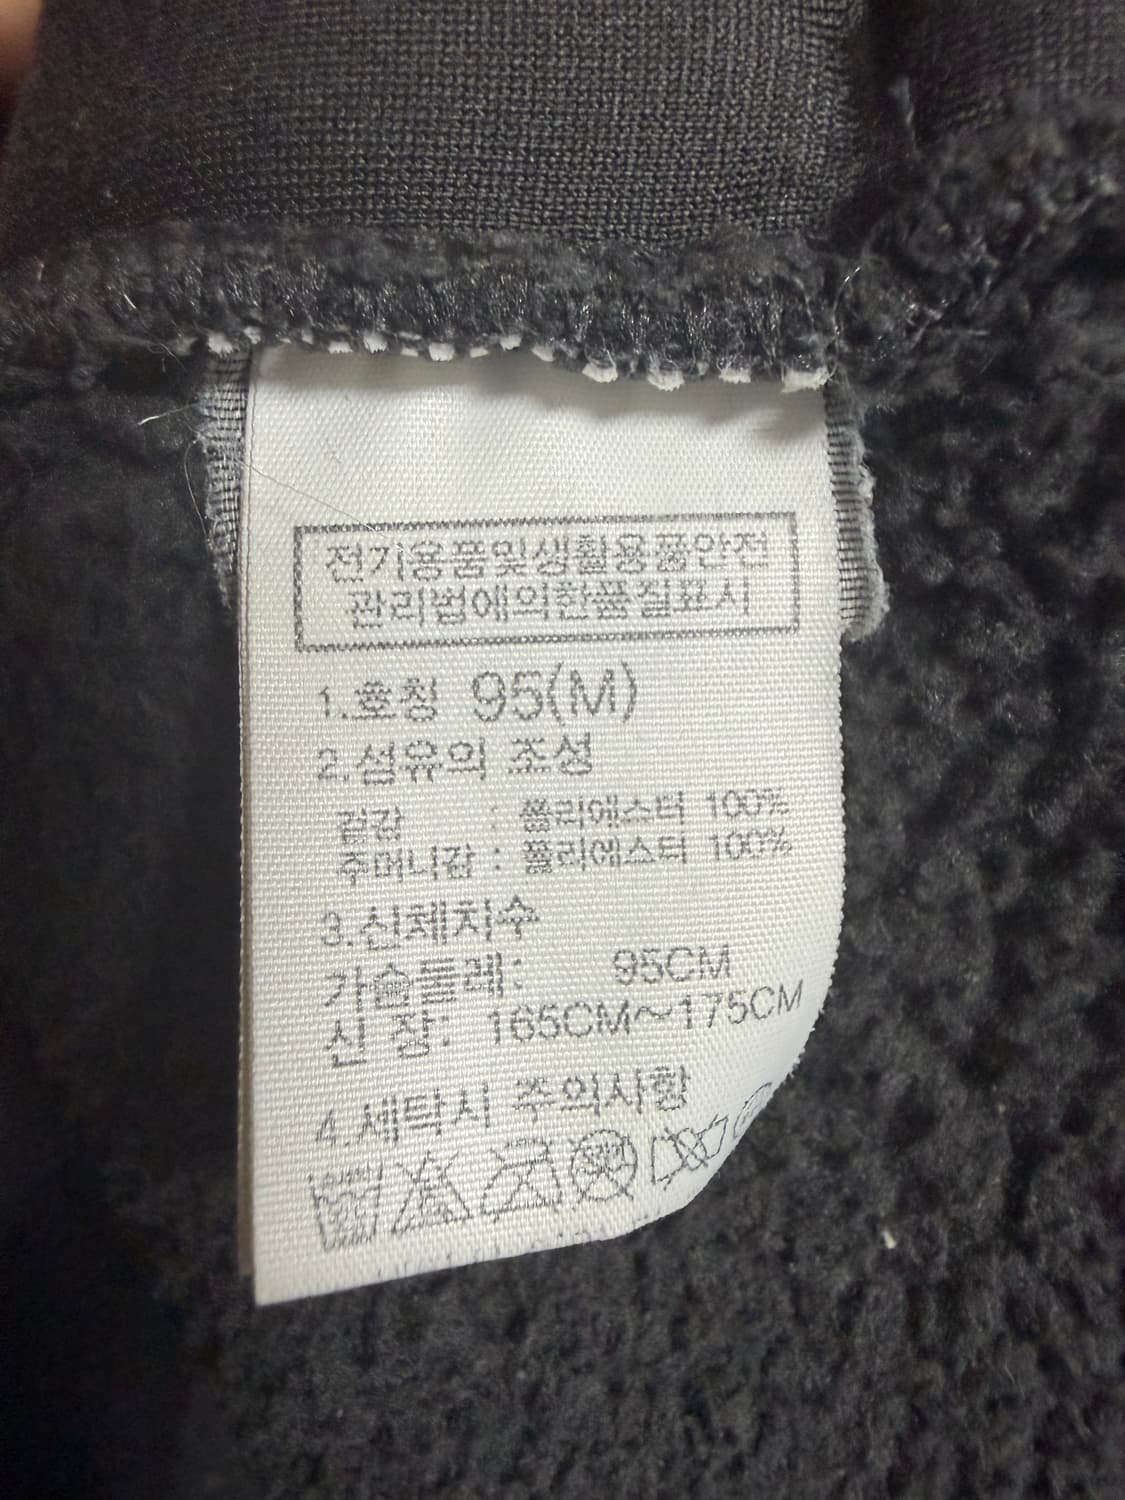 전기용품및생활용품안전
관리법에의한품질표시
1.호칭 95(M)
2.섬유의 조성
겉감 : 폴리에스터 100%
주머니감 : 폴리에스터 100%
3.신체치수
가슴둘레: 95CM
신 장: 165CM~175CM
4.세탁시 주의사항